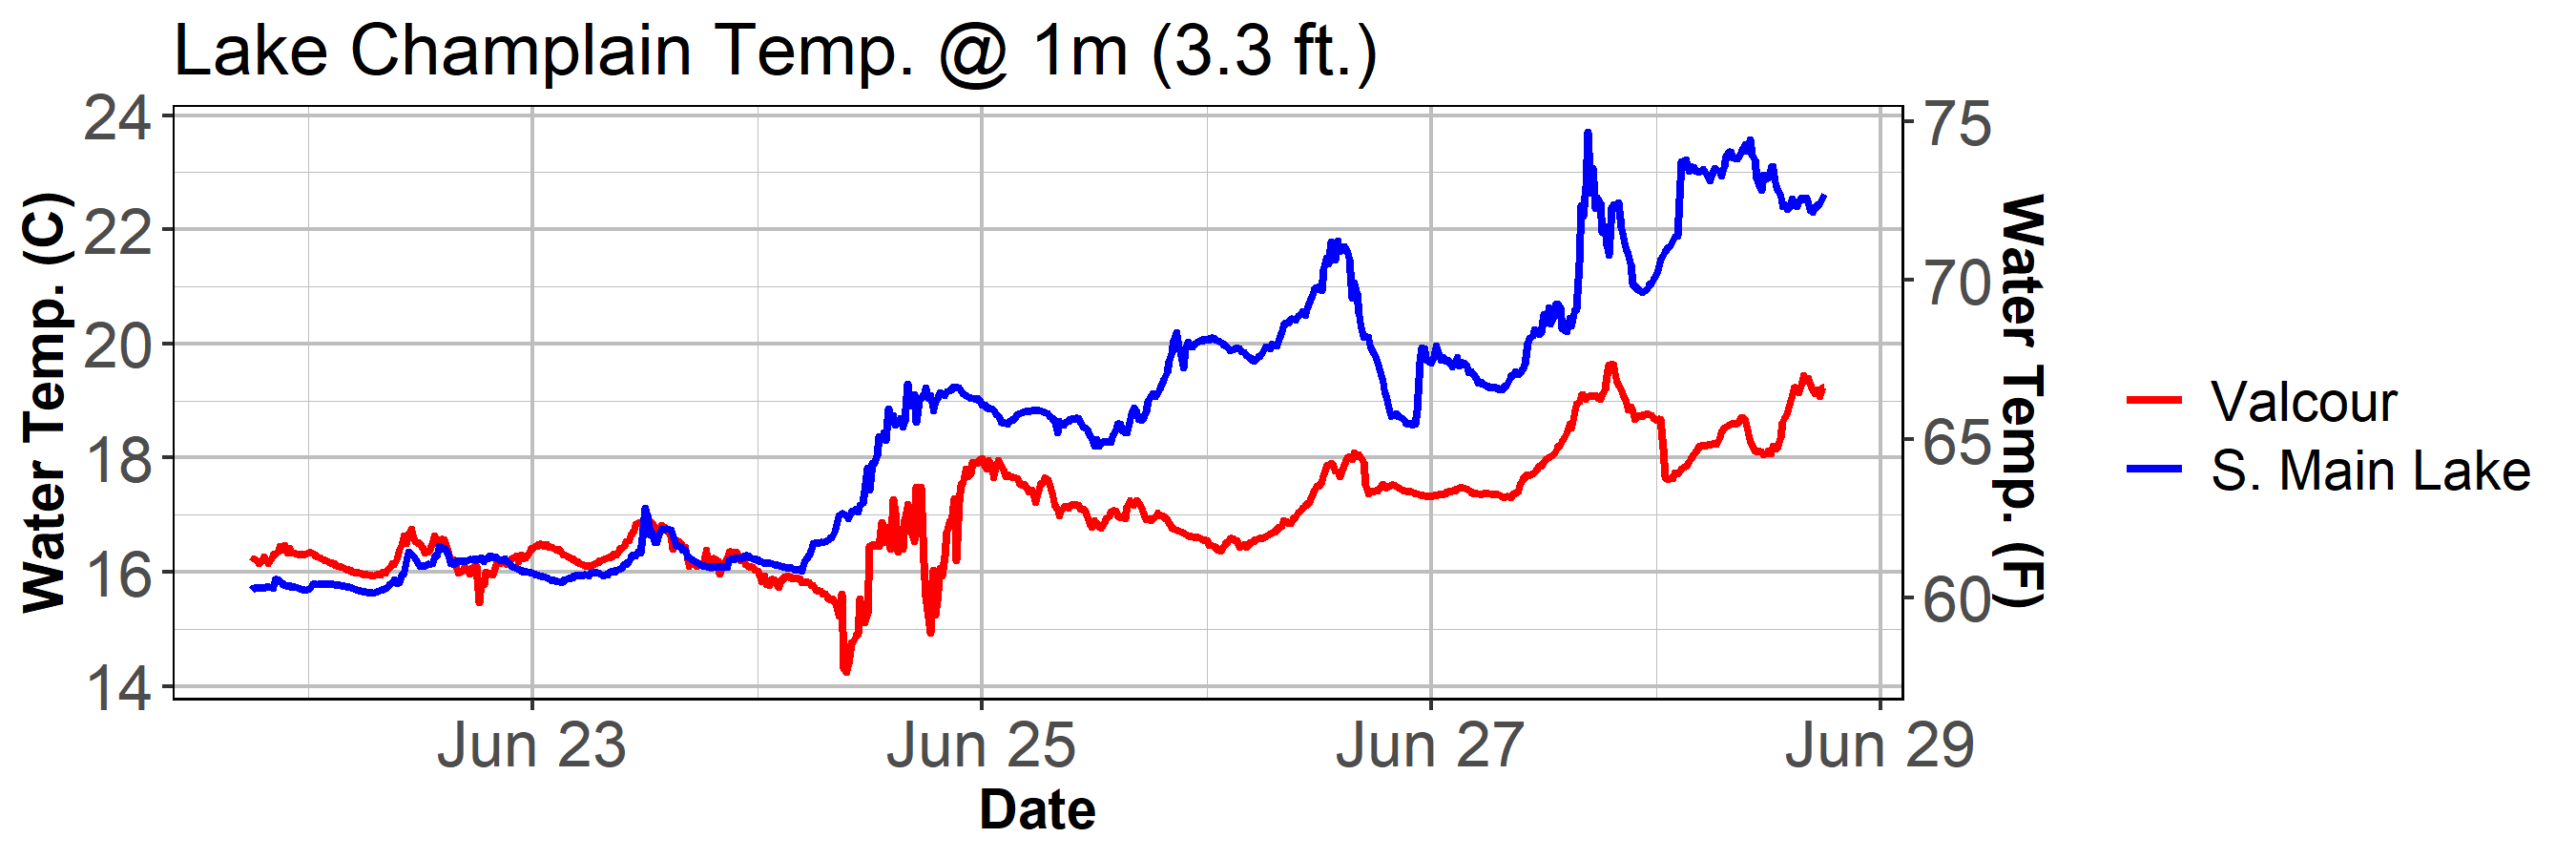 Lake Champlain Temp. @ 1m (3.3 ft.)
Water Temp. (C)
24
22
20
18
16
14
75
70
65
60
Water Temp. (F)
Jun 23
Jun 25
Jun 27
Jun 29
Date
Valcour
S. Main Lake